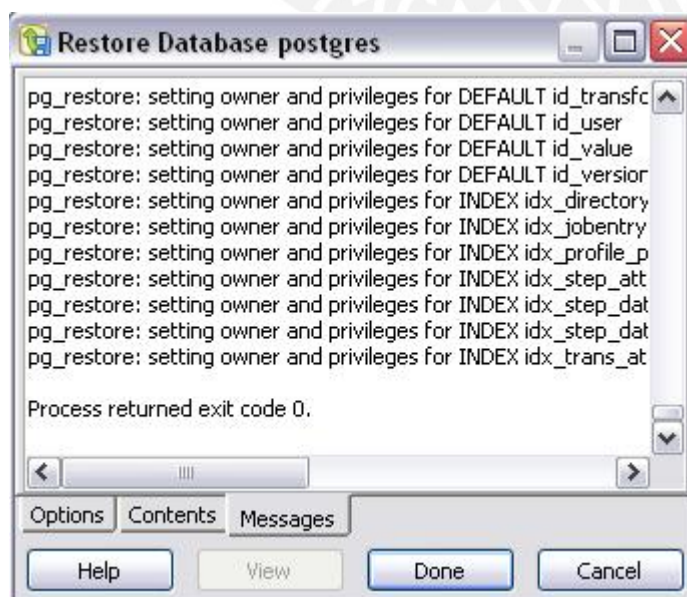 Restore Database postgres
pg_restore: setting owner and privileges for DEFAULT id_transfc
pg_restore: setting owner and privileges for DEFAULT id_user
pg_restore: setting owner and privileges for DEFAULT id_value
pg_restore: setting owner and privileges for DEFAULT id_version
pg_restore: setting owner and privileges for INDEX idx_directory
pg_restore: setting owner and privileges for INDEX idx_jobentry
pg_restore: setting owner and privileges for INDEX idx_profile_p
pg_restore: setting owner and privileges for INDEX idx_step_att
pg_restore: setting owner and privileges for INDEX idx_step_dat
pg_restore: setting owner and privileges for INDEX idx_step_dat
pg_restore: setting owner and privileges for INDEX idx_trans_at
Process returned exit code 0.
Options Contents Messages
Help View Done Cancel